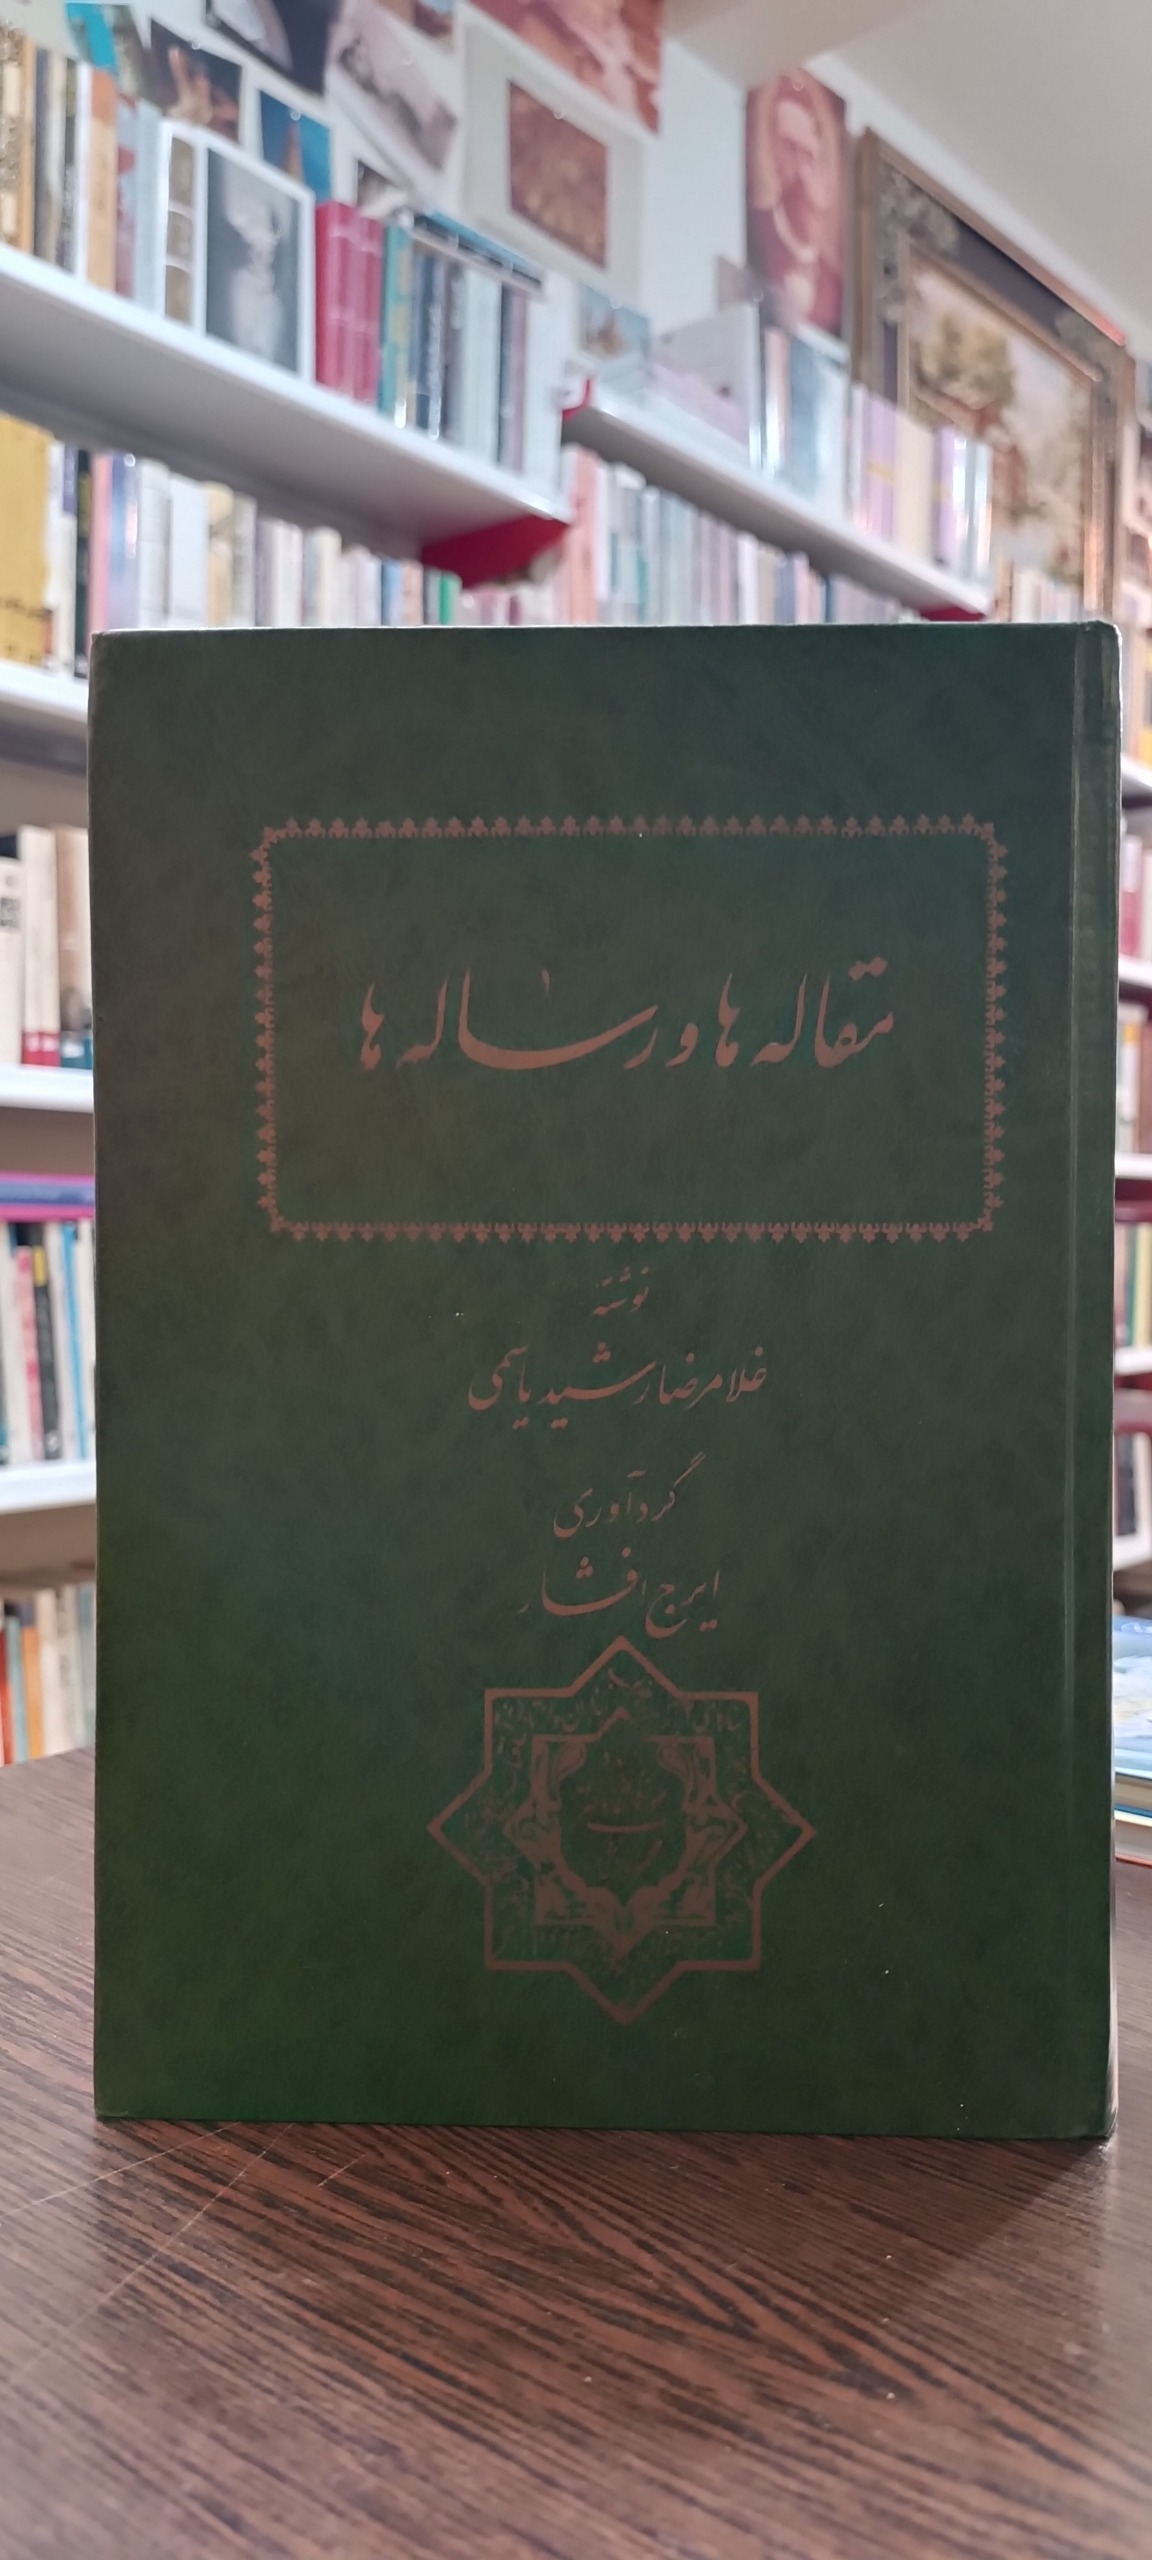 مقاله ها و رساله ها
نوشتهٔ
غلامرضا رشید یاسمی
گردآوری
ایرج افشار